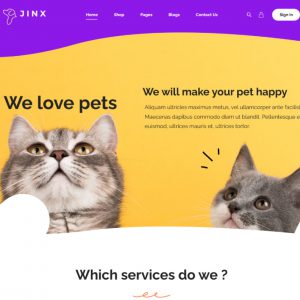 JINX
Home Shop Pages Blogs Contact Us Sign In
We love pets
We will make your pet happy
Aliquam ultricies maximus metus, vel ullamcorper ante facilisi
Maecenas dapibus commodo diam ut blandit. Pellentesque e
euismod, ultrices mauris et, ultrices tortor.
Which services do we ?